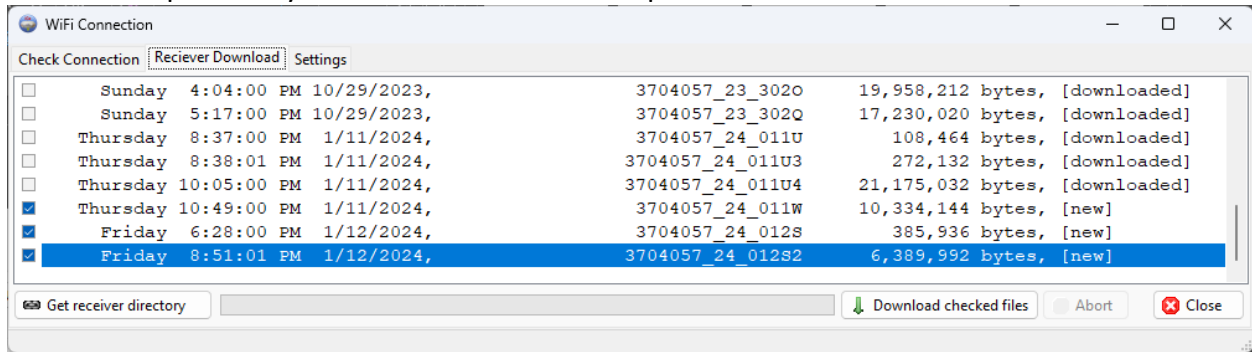 WiFi Connection
Check Connection Reciever Download Settings
Sunday 4:04:00 PM 10/29/2023, 3704057_23_302O 19,958,212 bytes, [downloaded]
Sunday 5:17:00 PM 10/29/2023, 3704057_23_302Q 17,230,020 bytes, [downloaded]
Thursday 8:37:00 PM 1/11/2024, 3704057_24_011U 108,464 bytes, [downloaded]
Thursday 8:38:01 PM 1/11/2024, 3704057_24_011U3 272,132 bytes, [downloaded]
Thursday 10:05:00 PM 1/11/2024, 3704057_24_011U4 21,175,032 bytes, [downloaded]
Thursday 10:49:00 PM 1/11/2024, 3704057_24_011W 10,334,144 bytes, [new]
Friday 6:28:00 PM 1/12/2024, 3704057_24_012S 385,936 bytes, [new]
Friday 8:51:01 PM 1/12/2024, 3704057_24_012S2 6,389,992 bytes, [new]
Get receiver directory Download checked files Abort Close